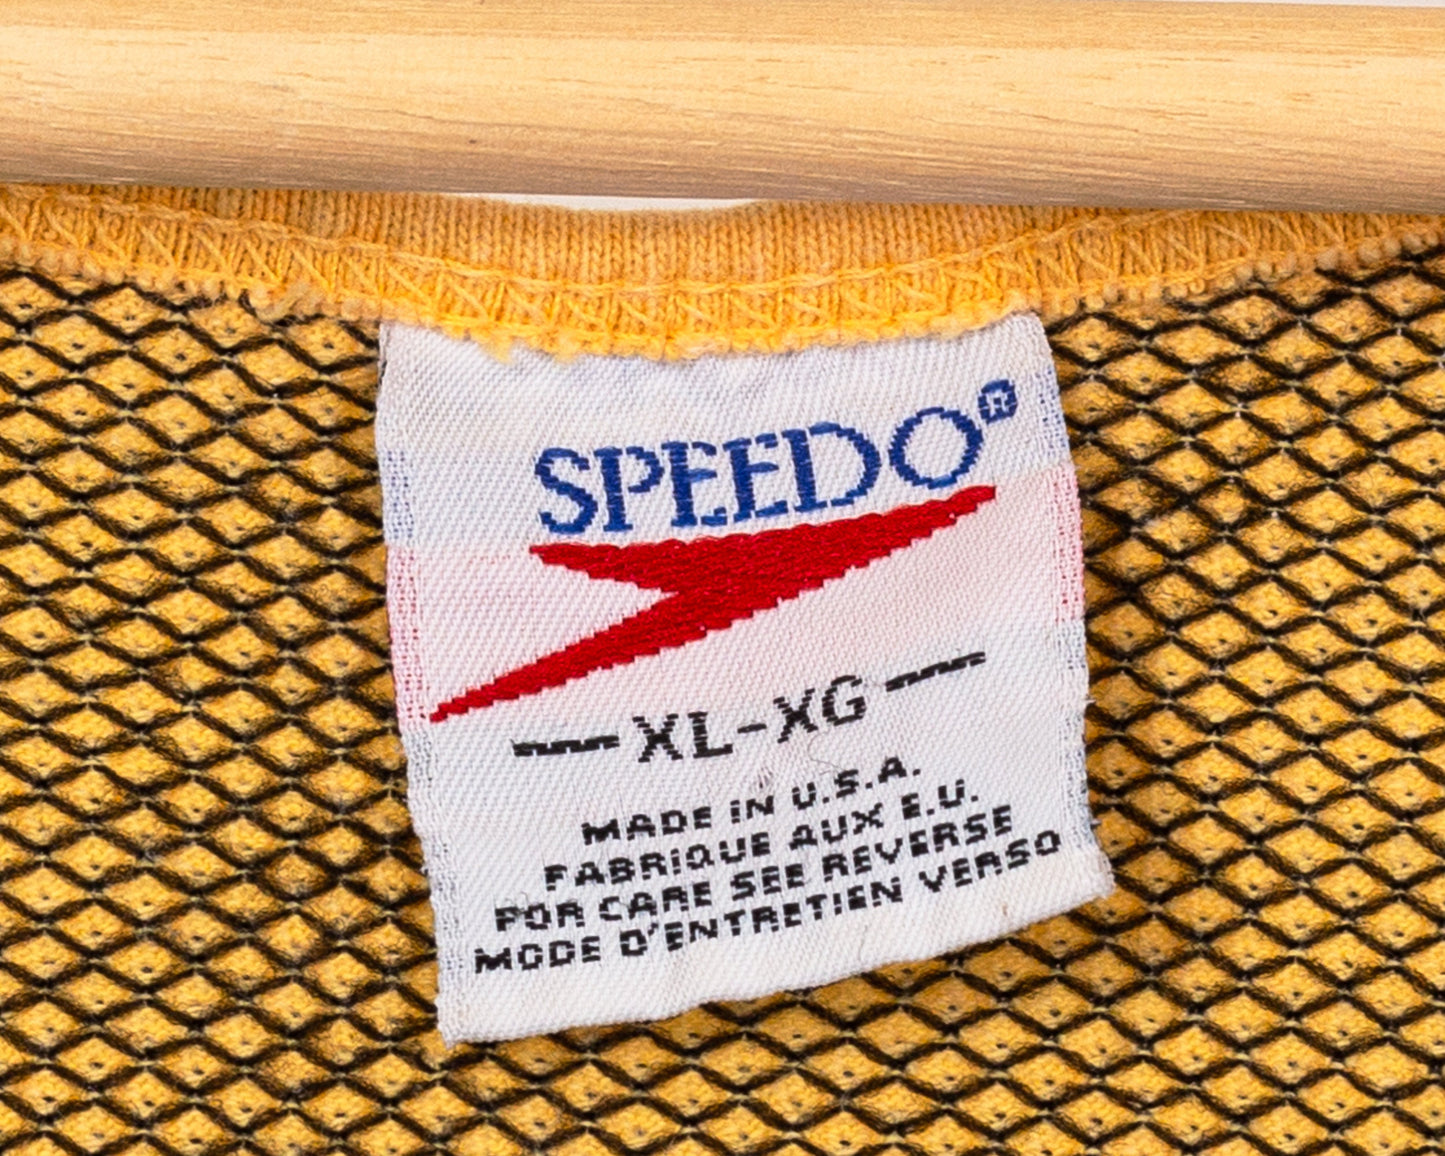 SPEEDO®
XL-XG
MADE IN U.S.A.
FABRIQUE AUX E.U.
FOR CARE SEE REVERSE
MODE D'ENTRETIEN VERSO